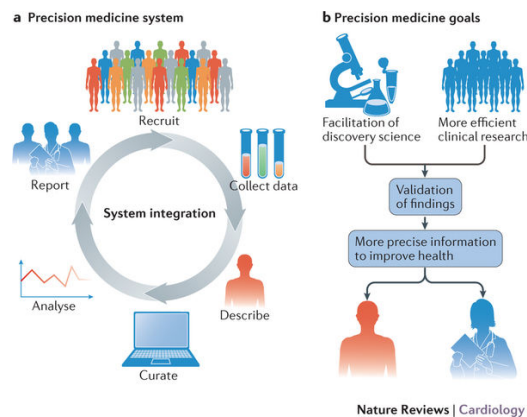 a Precision medicine system
Recruit
Collect data
Describe
Curate
Analyse
Report
System integration
b Precision medicine goals
Facilitation of
discovery science
More efficient
clinical research
Validation
of findings
More precise information
to improve health
Nature Reviews | Cardiology